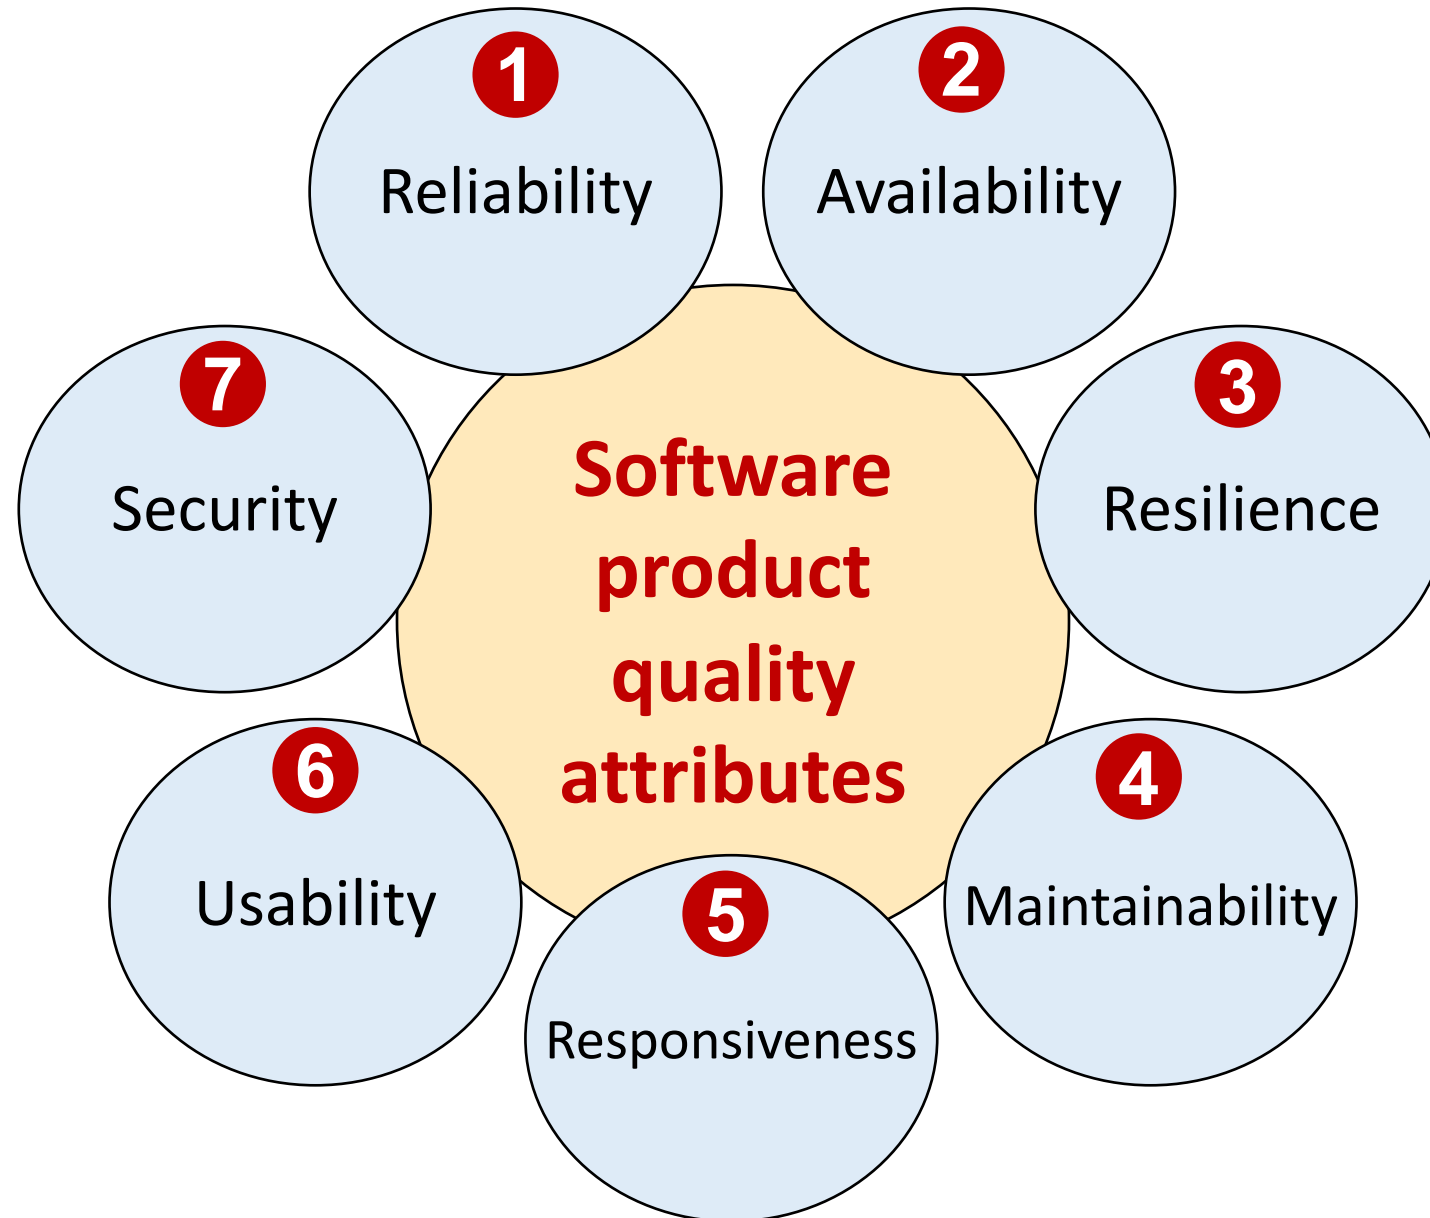 1
Reliability
2
Availability
3
Resilience
4
Maintainability
5
Responsiveness
6
Usability
7
Security
Software
product
quality
attributes